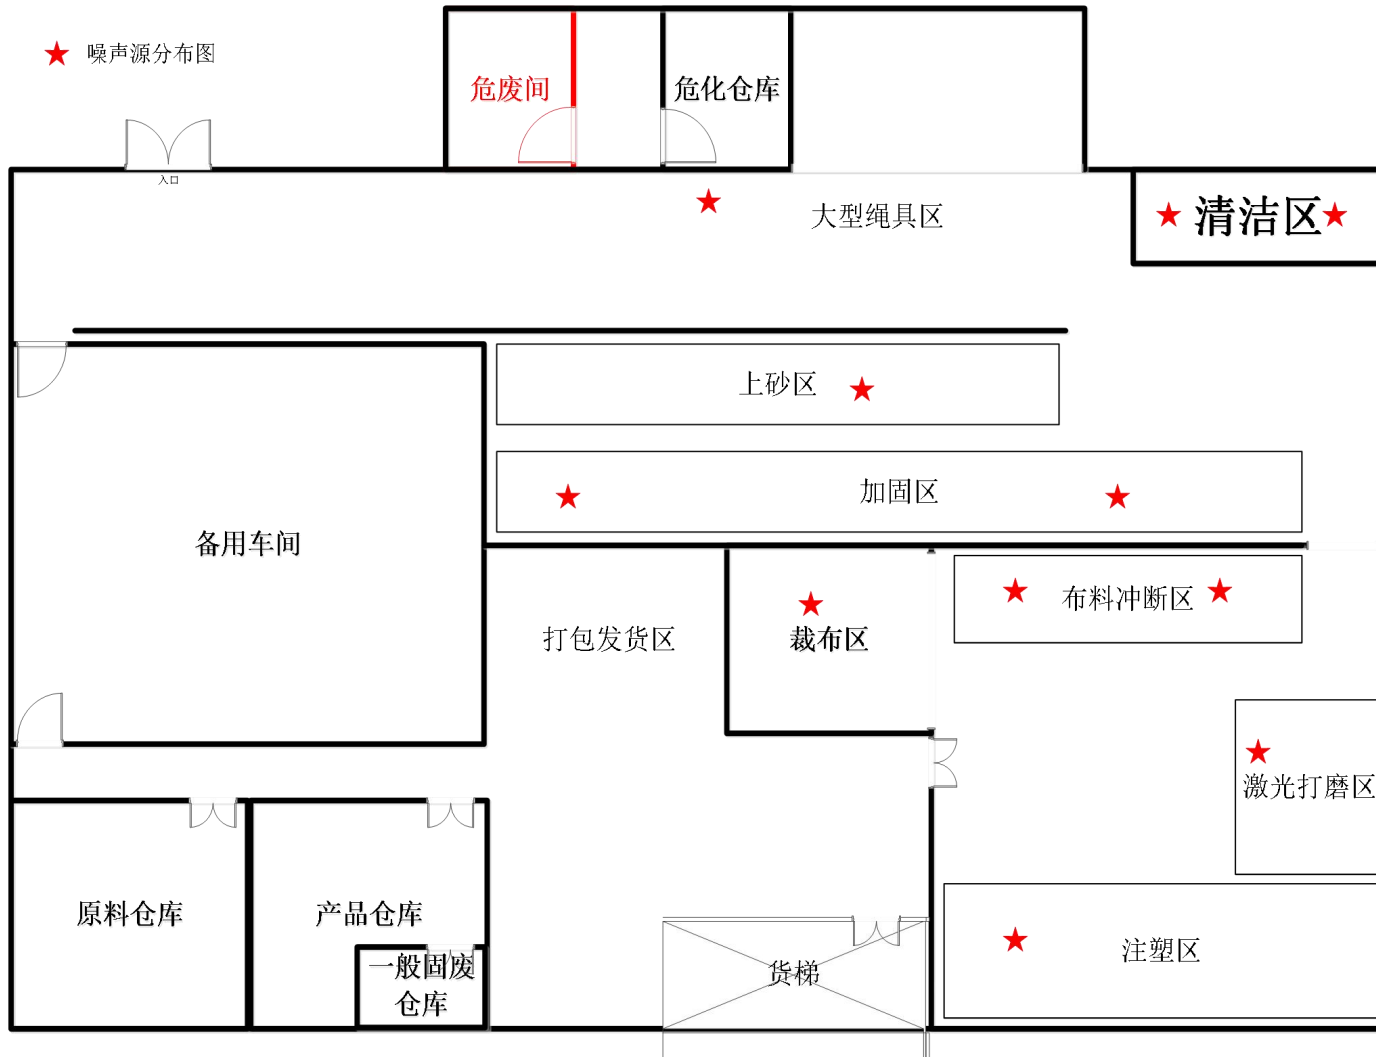 噪声源分布图
危废间
危化仓库
入口
大型绳具区
清洁区
上砂区
加固区
备用车间
布料冲断区
打包发货区
裁布区
激光打磨区
原料仓库
产品仓库
注塑区
一般固废
仓库
货梯